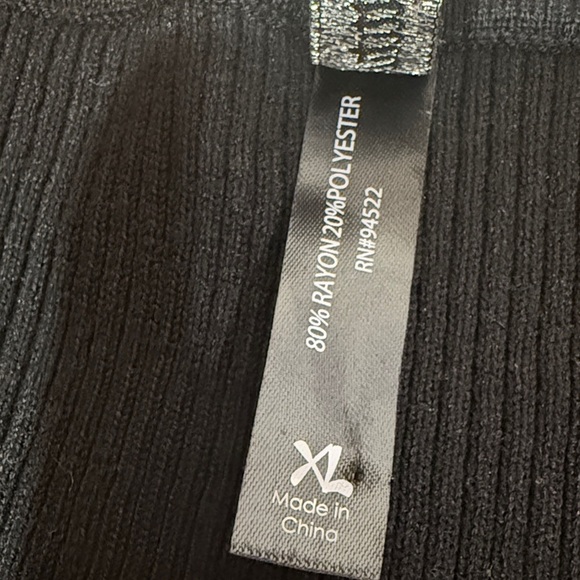 80% RAYON 20%POLYESTER
RN#94522
XL
Made in
China